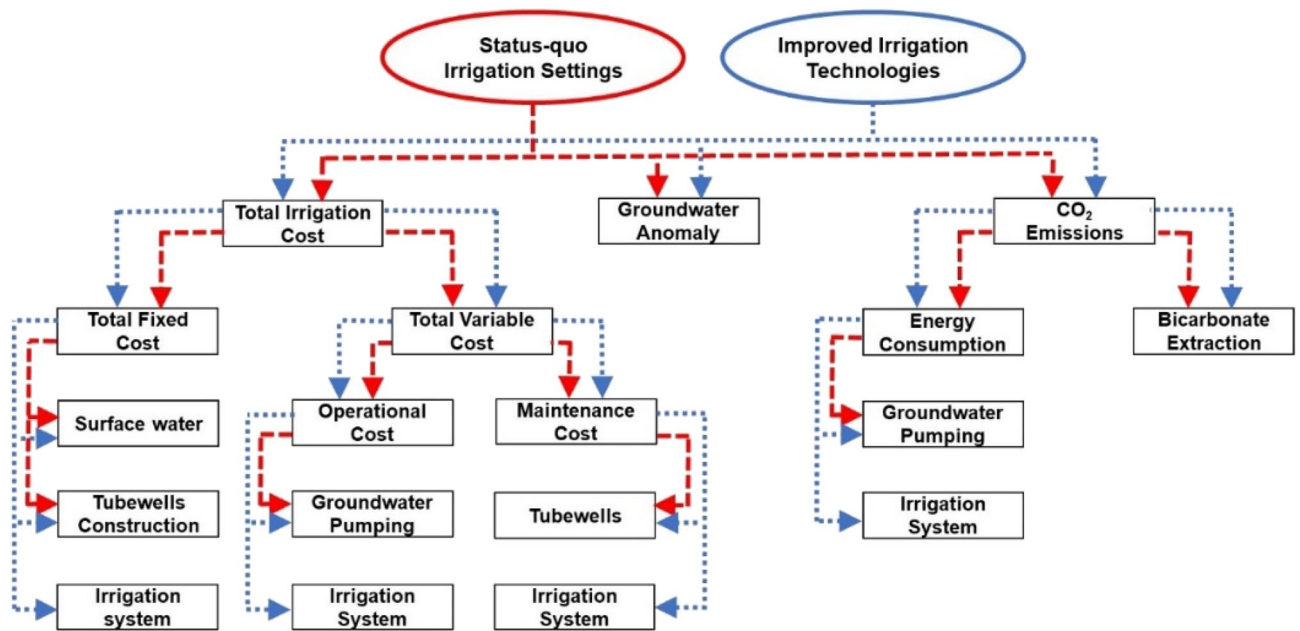 Status-quo
Irrigation Settings
Improved Irrigation
Technologies
Total Irrigation
Cost
Groundwater
Anomaly
CO₂
Emissions
Total Fixed
Cost
Total Variable
Cost
Energy
Consumption
Bicarbonate
Extraction
Surface water
Operational
Cost
Maintenance
Cost
Groundwater
Pumping
Tubewells
Construction
Groundwater
Pumping
Tubewells
Irrigation
System
Irrigation
system
Irrigation
System
Irrigation
System